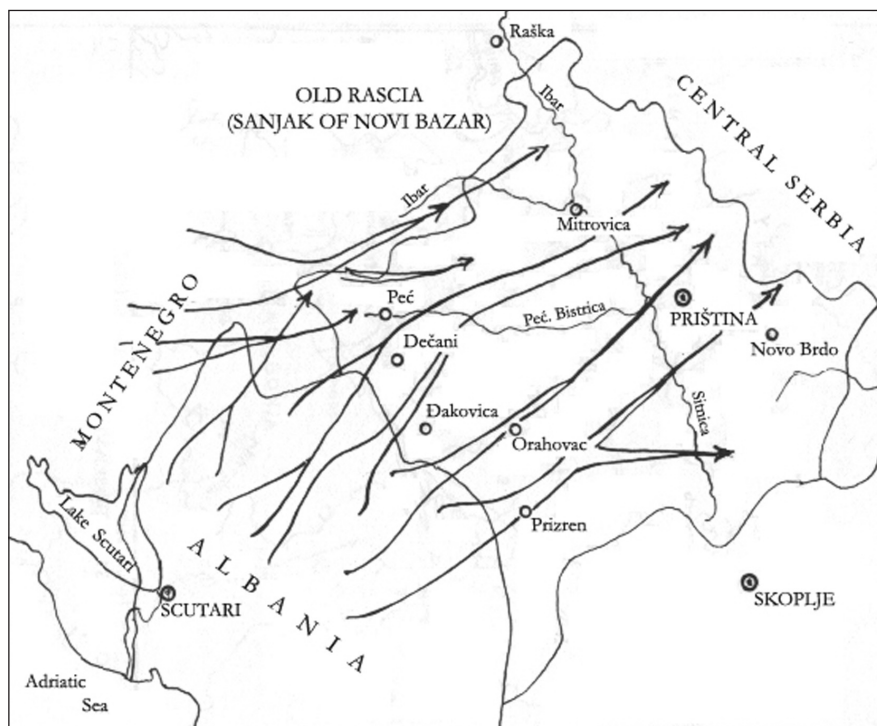 Raška
OLD RASCIA
(SANJAK OF NOVI BAZAR)
Ibar
CENTRAL SERBIA
Ibar
Mitrovica
MONTENEGRO
Peć
Peć. Bistrica
PRIŠTINA
Dečani
Novo Brdo
Đakovica
Orahovac
Sitnica
Lake Scutari
Prizren
ALBANIA
SCUTARI
SKOPLJE
Adriatic
Sea